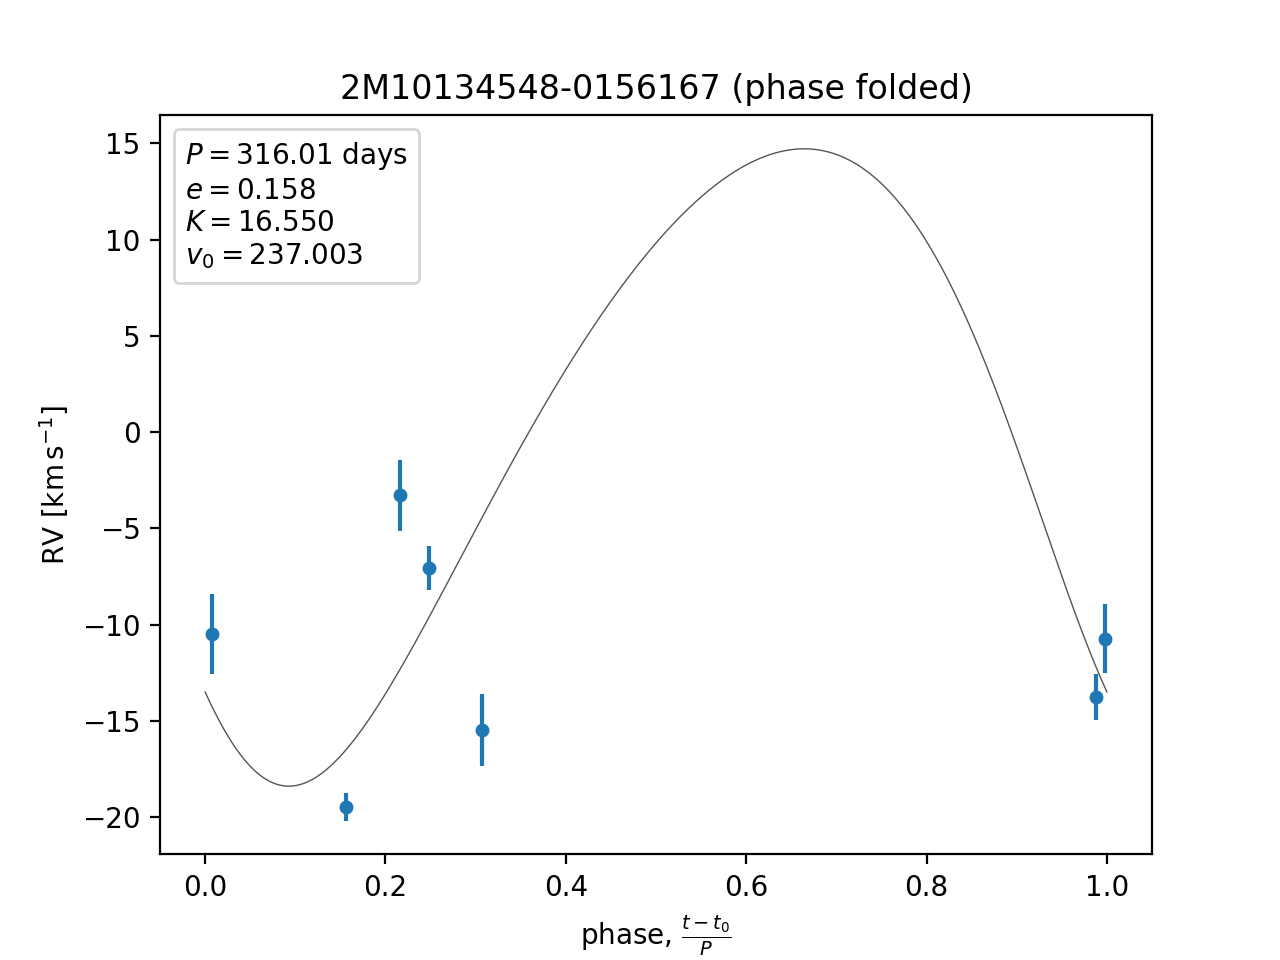 2M10134548-0156167 (phase folded)
P = 316.01 days
e = 0.158
K = 16.550
v₀ = 237.003
15
10
5
0
−5
−10
−15
−20
RV [km s⁻¹]
0.0 0.2 0.4 0.6 0.8 1.0
phase, (t − t₀)/P